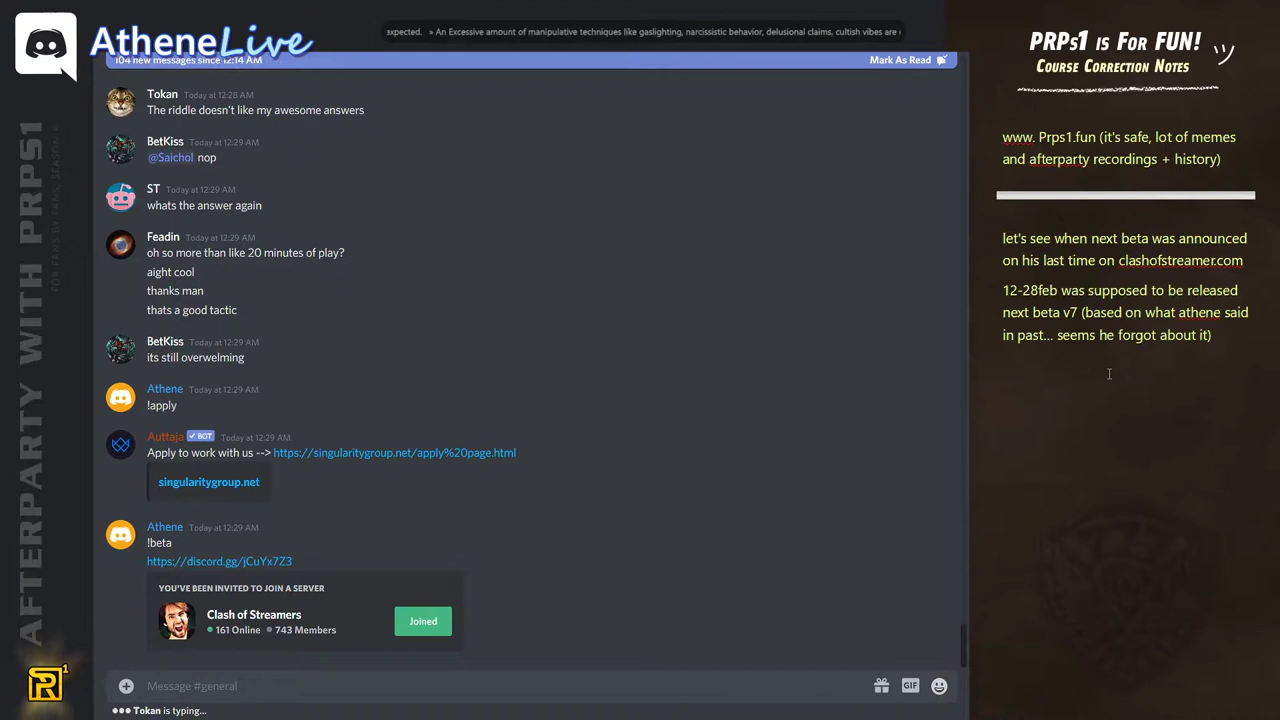 AtheneLive
expected. » An Excessive amount of manipulative techniques like gaslighting, narcissistic behavior, delusional claims, cultish vibes are
104 new messages since 12:14 AM
Mark As Read
Tokan Today at 12:28 AM
The riddle doesn't like my awesome answers
BetKiss Today at 12:29 AM
@Saichol nop
ST Today at 12:29 AM
whats the answer again
Feadin Today at 12:29 AM
oh so more than like 20 minutes of play?
aight cool
thanks man
thats a good tactic
BetKiss Today at 12:29 AM
its still overwelming
Athene Today at 12:29 AM
!apply
Auttaja BOT Today at 12:29 AM
Apply to work with us --> https://singularitygroup.net/apply%20page.html
singularitygroup.net
Athene Today at 12:29 AM
!beta
https://discord.gg/jCuYx7Z3
YOU'VE BEEN INVITED TO JOIN A SERVER
Clash of Streamers
161 Online 743 Members
Joined
Message #general
GIF
Tokan is typing...
AFTERPARTY WITH PRPS1
PRPS1 IS FOR FUN! ツ
COURSE CORRECTION NOTES
www. Prps1.fun (it's safe, lot of memes
and afterparty recordings + history)
let's see when next beta was announced
on his last time on clashofstreamer.com
12-28feb was supposed to be released
next beta v7 (based on what athene said
in past... seems he forgot about it)